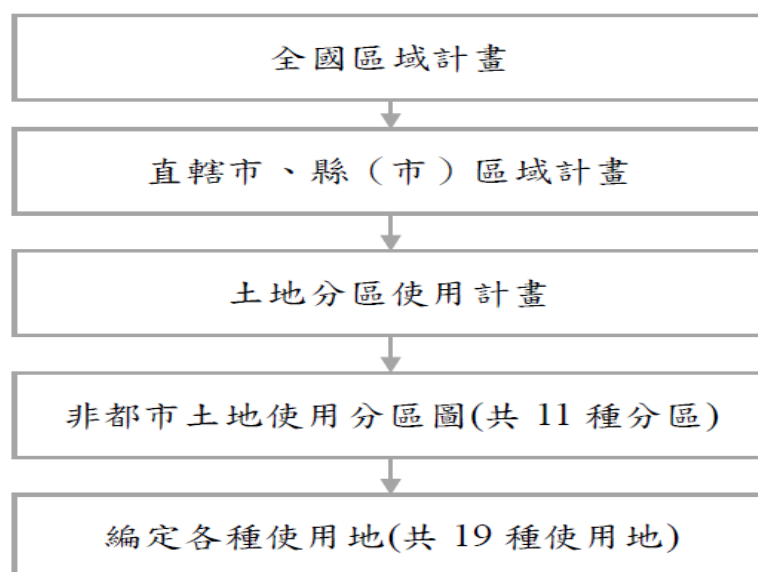 全國區域計畫
直轄市、縣（市）區域計畫
土地分區使用計畫
非都市土地使用分區圖(共 11 種分區)
編定各種使用地(共 19 種使用地)